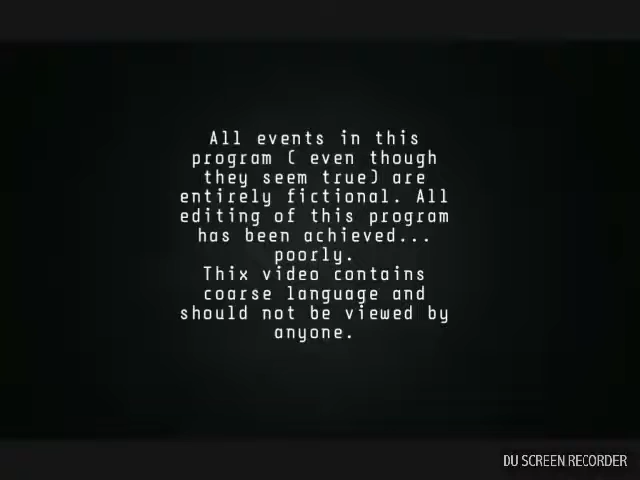 All events in this
program ( even though
they seem true) are
entirely fictional. All
editing of this program
has been achieved...
poorly.
Thix video contains
coarse language and
should not be viewed by
anyone.
DU SCREEN RECORDER